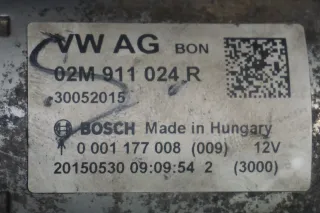 VW AG BON
02M 911 024 R
30052015
BOSCH Made in Hungary
0 001 177 008 (009) 12V
20150530 09:09:54 2 (3000)